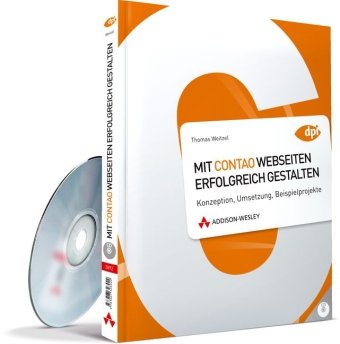 MIT CONTAO WEBSEITEN ERFOLGREICH GESTALTEN
Thomas Weitzel
dpi
MIT CONTAO WEBSEITEN
ERFOLGREICH GESTALTEN
Konzeption, Umsetzung, Beispielprojekte
ADDISON-WESLEY